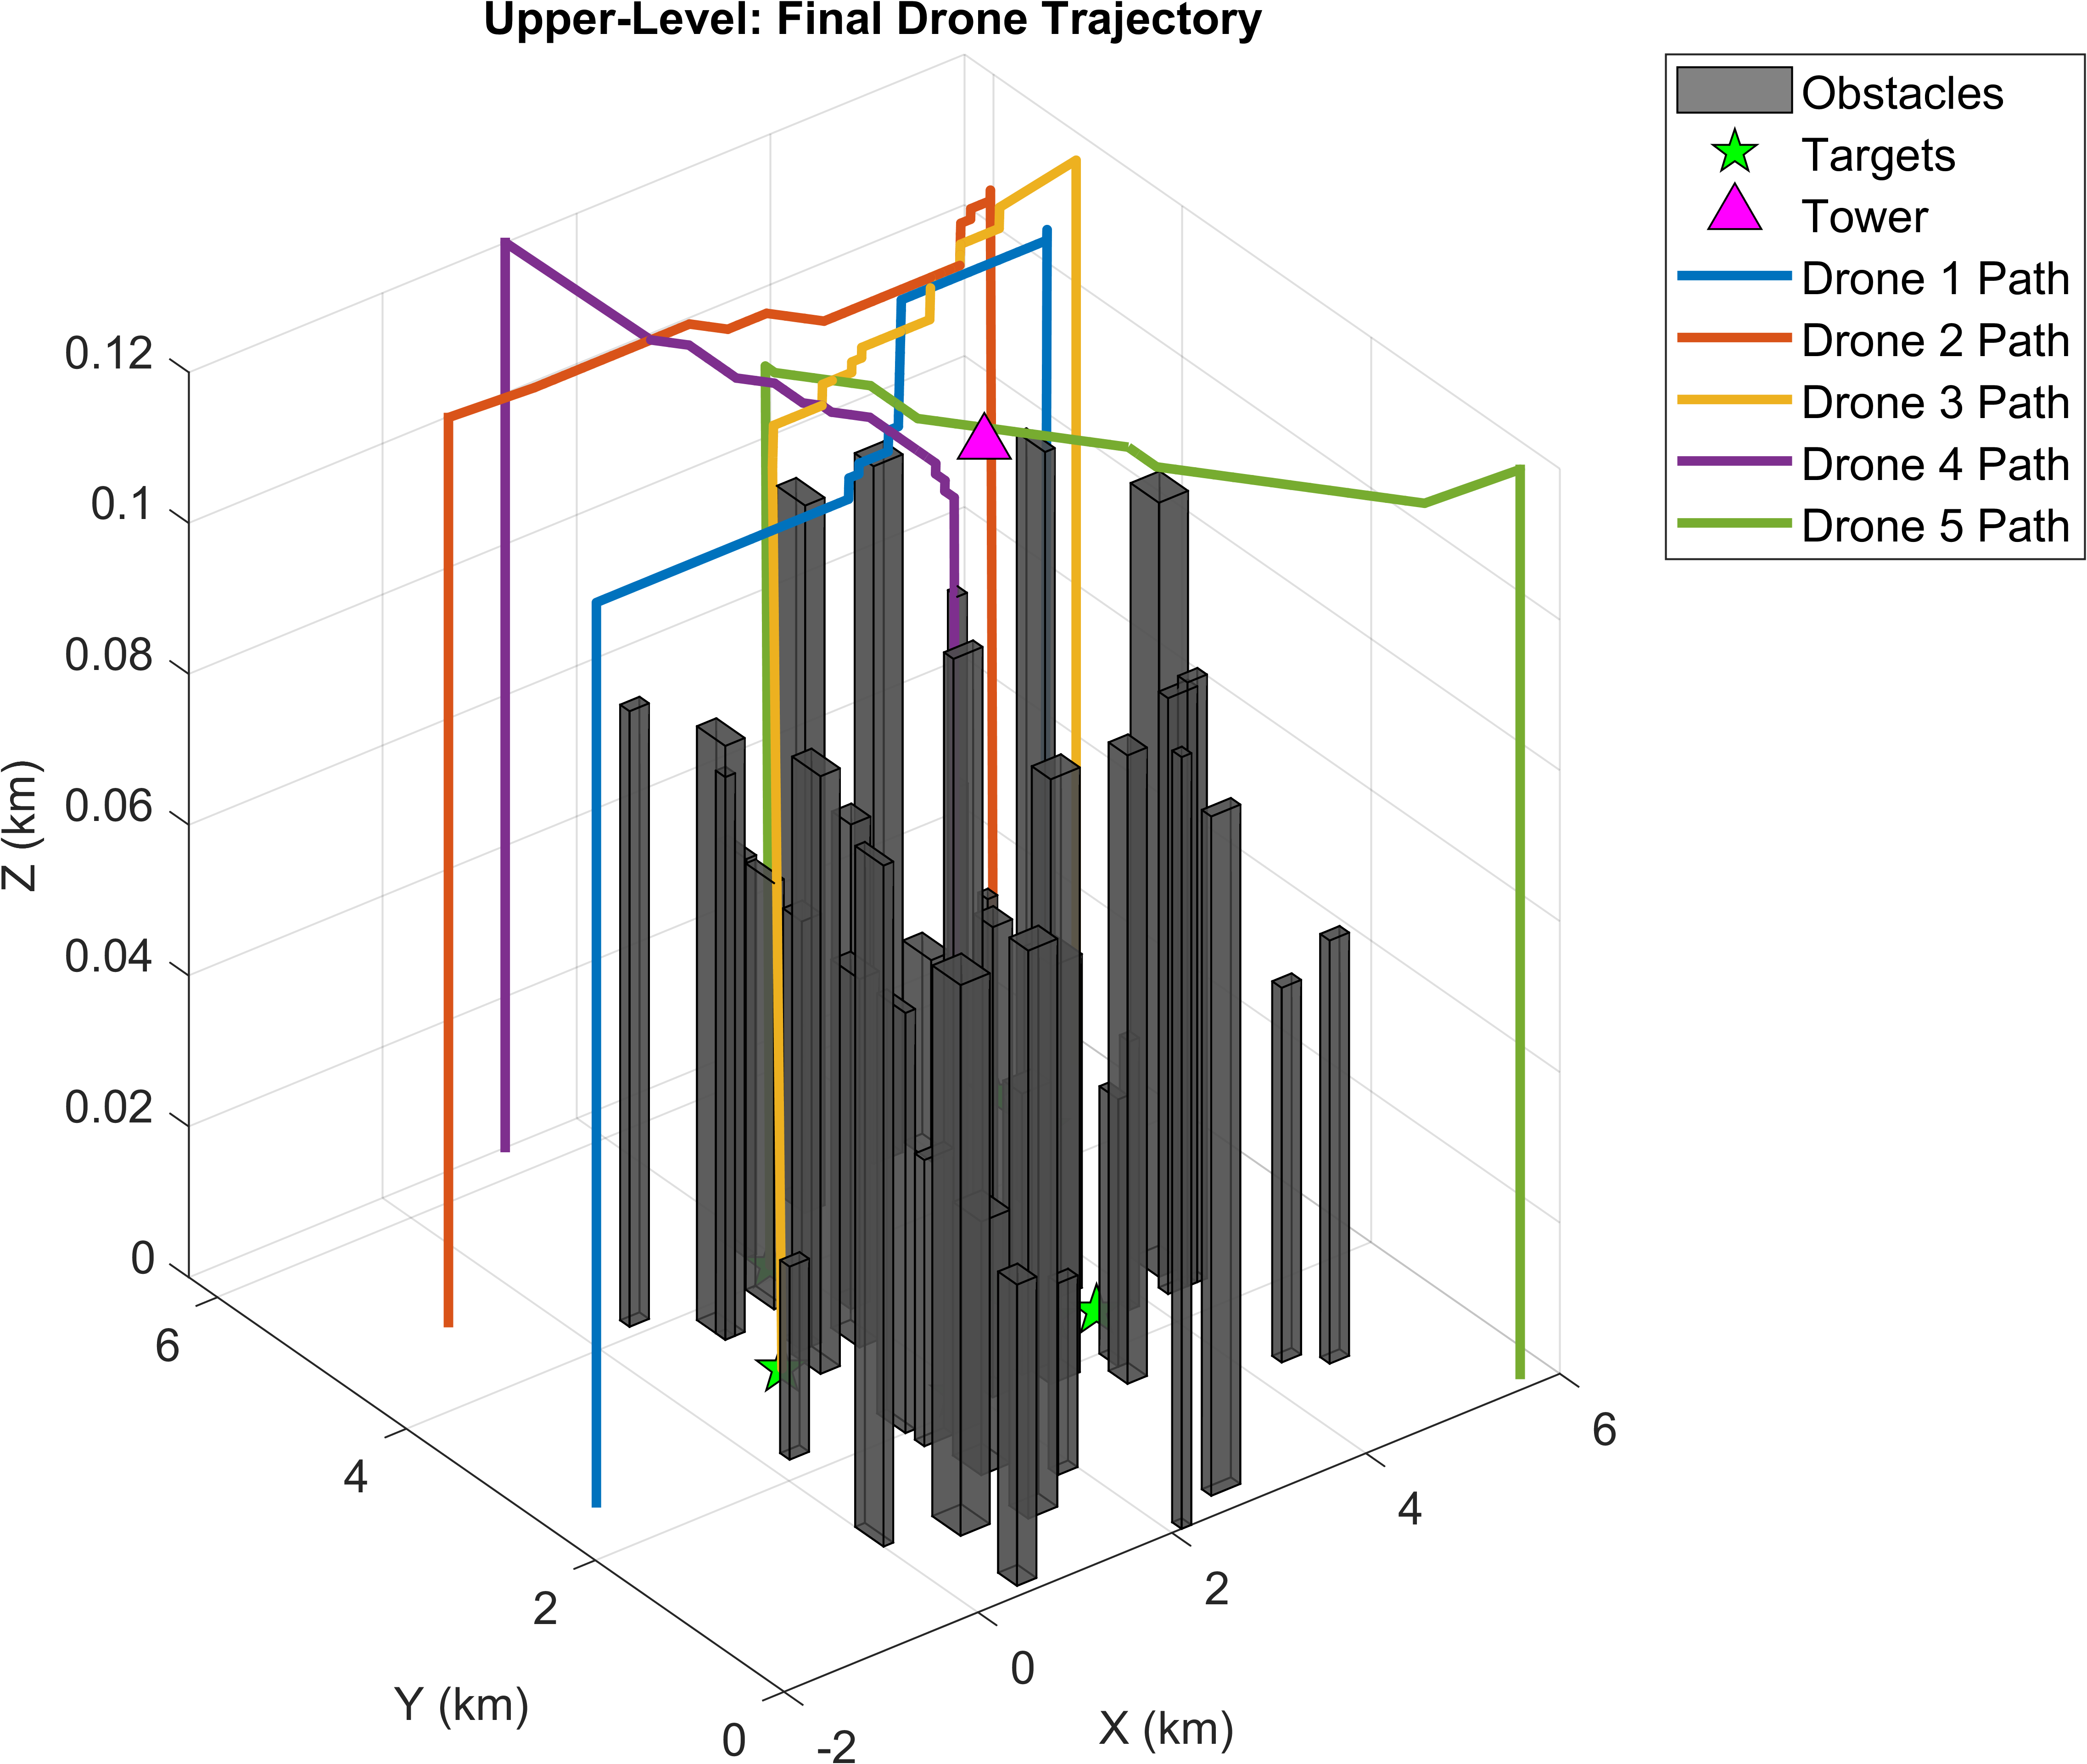 Upper-Level: Final Drone Trajectory
Obstacles
Targets
Tower
Drone 1 Path
Drone 2 Path
Drone 3 Path
Drone 4 Path
Drone 5 Path
0.12
0.1
0.08
0.06
0.04
0.02
0
Z (km)
6
4
2
0
Y (km)
-2
0
2
4
6
X (km)